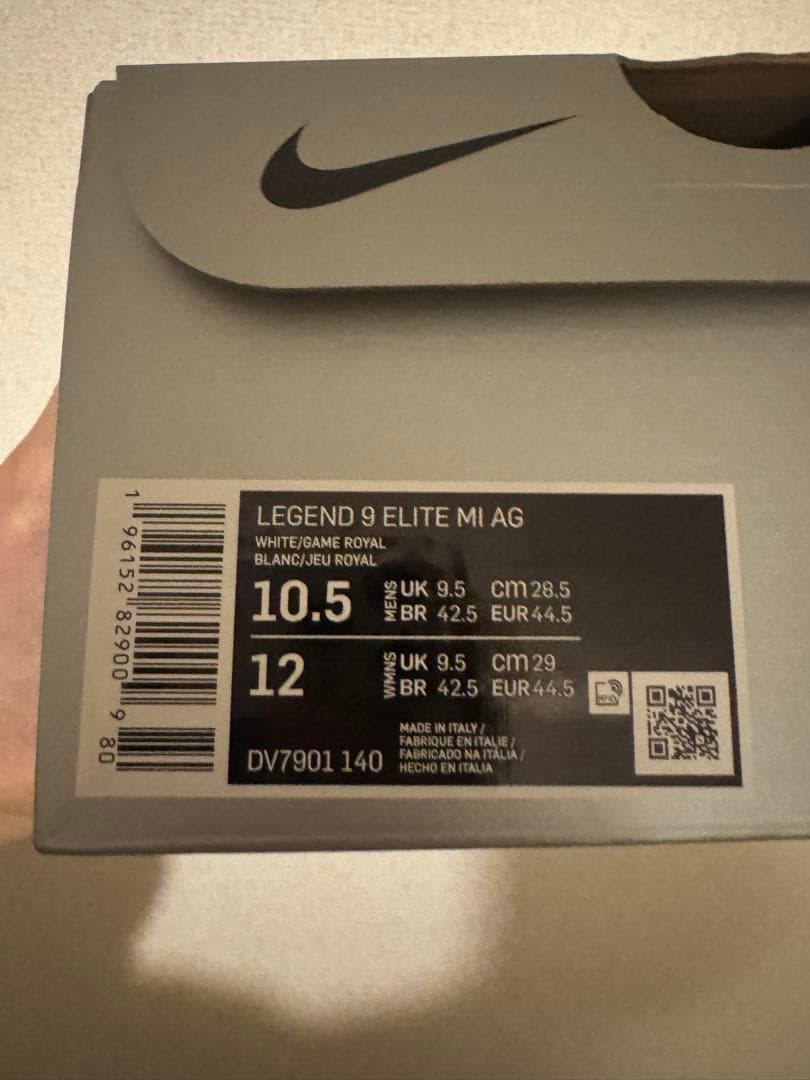 LEGEND 9 ELITE MI AG
WHITE/GAME ROYAL
BLANC/JEU ROYAL
10.5 MENS UK 9.5 cm 28.5
BR 42.5 EUR 44.5
12 WMNS UK 9.5 cm 29
BR 42.5 EUR 44.5
RFID
DV7901 140
MADE IN ITALY /
FABRIQUE EN ITALIE /
FABRICADO NA ITÁLIA /
HECHO EN ITALIA
1 96152 82900 9 80